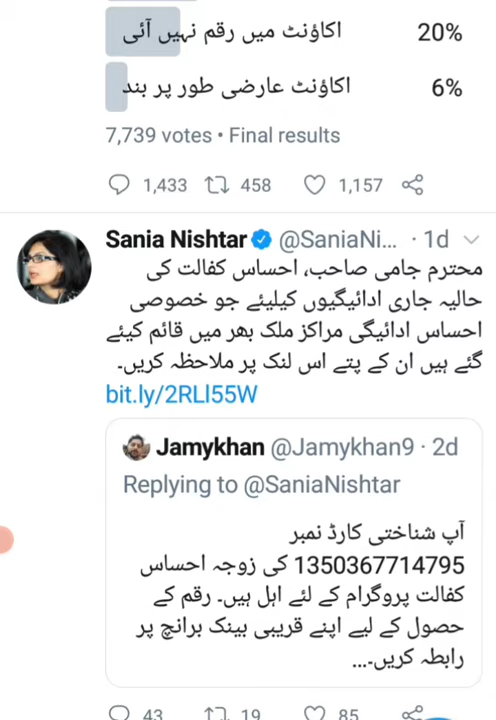 اکاؤنٹ میں رقم نہیں آئی 20%
اکاؤنٹ عارضی طور پر بند 6%
7,739 votes • Final results
1,433 458 1,157
Sania Nishtar @SaniaNi... · 1d
محترم جامی صاحب، احساس کفالت کی
حالیہ جاری ادائیگیوں کیلیئے جو خصوصی
احساس ادائیگی مراکز ملک بھر میں قائم کیئے
گئے ہیں ان کے پتے اس لنک پر ملاحظہ کریں۔
bit.ly/2RLl55W
Jamykhan @Jamykhan9 · 2d
Replying to @SaniaNishtar
آپ شناختی کارڈ نمبر
1350367714795 کی زوجہ احساس
کفالت پروگرام کے لئے اہل ہیں۔ رقم کے
حصول کے لیے اپنے قریبی بینک برانچ پر
رابطہ کریں۔...
43 19 85